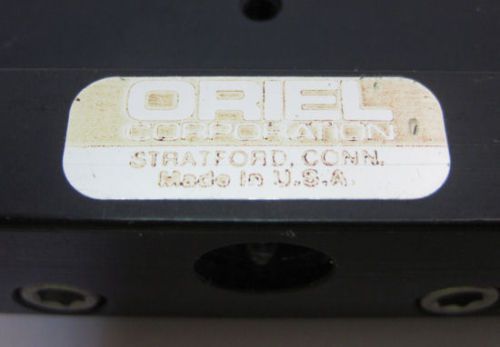 ORIEL
CORPORATION
STRATFORD, CONN.
Made in U.S.A.